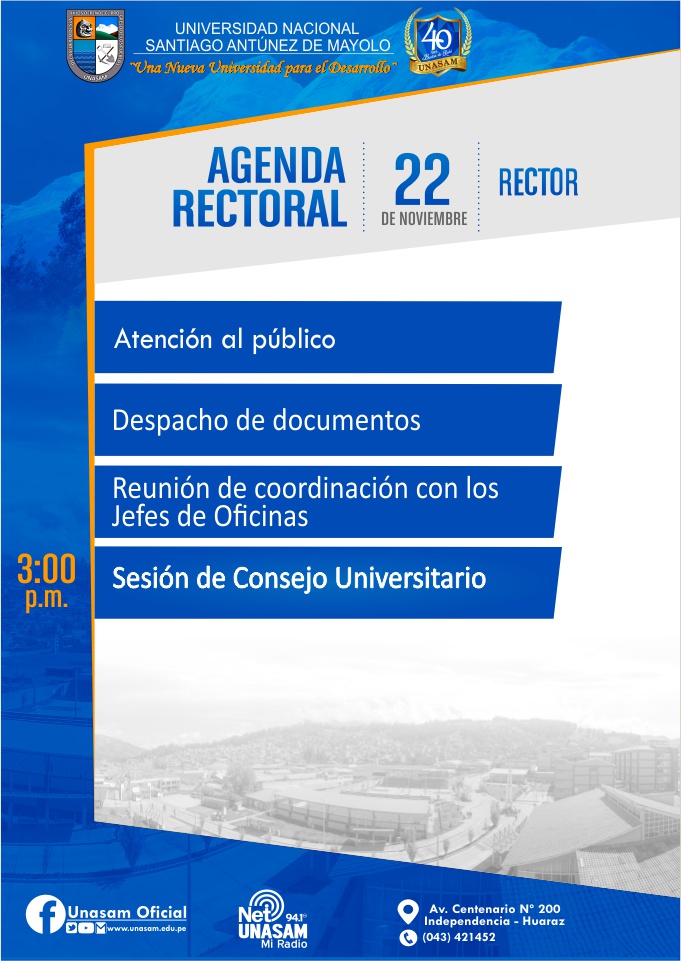 UNIVERSIDAD NACIONAL
SANTIAGO ANTÚNEZ DE MAYOLO
"Una Nueva Universidad para el Desarrollo"
UNASAM
40
UNASAM
AGENDA
RECTORAL
22
DE NOVIEMBRE
RECTOR
Atención al público
Despacho de documentos
Reunión de coordinación con los
Jefes de Oficinas
3:00
p.m.
Sesión de Consejo Universitario
Unasam Oficial
www.unasam.edu.pe
Net 94.1
UNASAM
Mi Radio
Av. Centenario N° 200
Independencia - Huaraz
(043) 421452